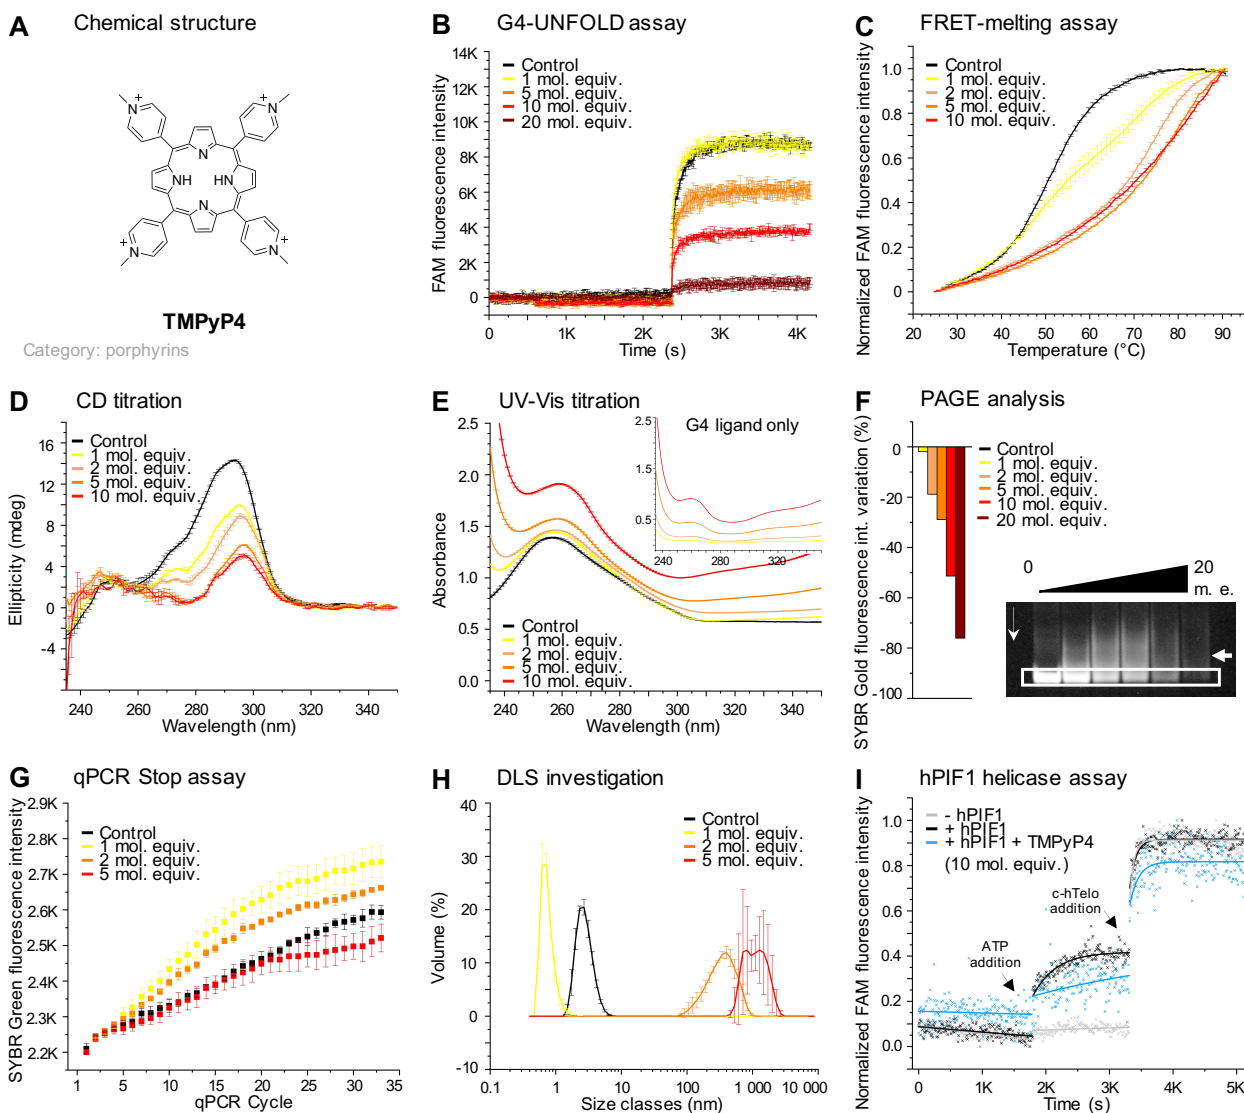 A Chemical structure
N
+
N
+
N
NH
HN
N
N
+
N
+
TMPyP4
Category: porphyrins
B G4-UNFOLD assay
Control
1 mol. equiv.
5 mol. equiv.
10 mol. equiv.
20 mol. equiv.
FAM fluorescence intensity
14K
12K
10K
8K
6K
4K
2K
0
0 1K 2K 3K 4K
Time (s)
C FRET-melting assay
Control
1 mol. equiv.
2 mol. equiv.
5 mol. equiv.
10 mol. equiv.
Normalized FAM fluorescence intensity
1.0
0.8
0.6
0.4
0.2
0
20 30 40 50 60 70 80 90
Temperature (°C)
D CD titration
Control
1 mol. equiv.
2 mol. equiv.
5 mol. equiv.
10 mol. equiv.
Ellipticity (mdeg)
16
12
8
4
0
-4
235 260 280 300 320 340
Wavelength (nm)
E UV-Vis titration
G4 ligand only
2.5
1.5
0.5
240 280 320
Control
1 mol. equiv.
2 mol. equiv.
5 mol. equiv.
10 mol. equiv.
Absorbance
2.5
2.0
1.5
1.0
0.5
0.0
235 260 280 300 320 340
Wavelength (nm)
F PAGE analysis
Control
1 mol. equiv.
2 mol. equiv.
5 mol. equiv.
10 mol. equiv.
20 mol. equiv.
SYBR Gold fluorescence int. variation (%)
0
-20
-40
-60
-80
-100
0 20
m. e.
G qPCR Stop assay
Control
1 mol. equiv.
2 mol. equiv.
5 mol. equiv.
SYBR Green fluorescence intensity
2.9K
2.8K
2.7K
2.6K
2.5K
2.4K
2.3K
2.2K
1 5 10 15 20 25 30 35
qPCR Cycle
H DLS investigation
Control
1 mol. equiv.
2 mol. equiv.
5 mol. equiv.
Volume (%)
40
30
20
10
0
-10
0.1 1 10 100 1 000 10 000
Size classes (nm)
I hPIF1 helicase assay
- hPIF1
+ hPIF1
+ hPIF1 + TMPyP4
(10 mol. equiv.)
c-hTelo
addition
ATP
addition
Normalized FAM fluorescence intensity
1.0
0.8
0.6
0.4
0.2
0.0
0 1K 2K 3K 4K 5K
Time (s)